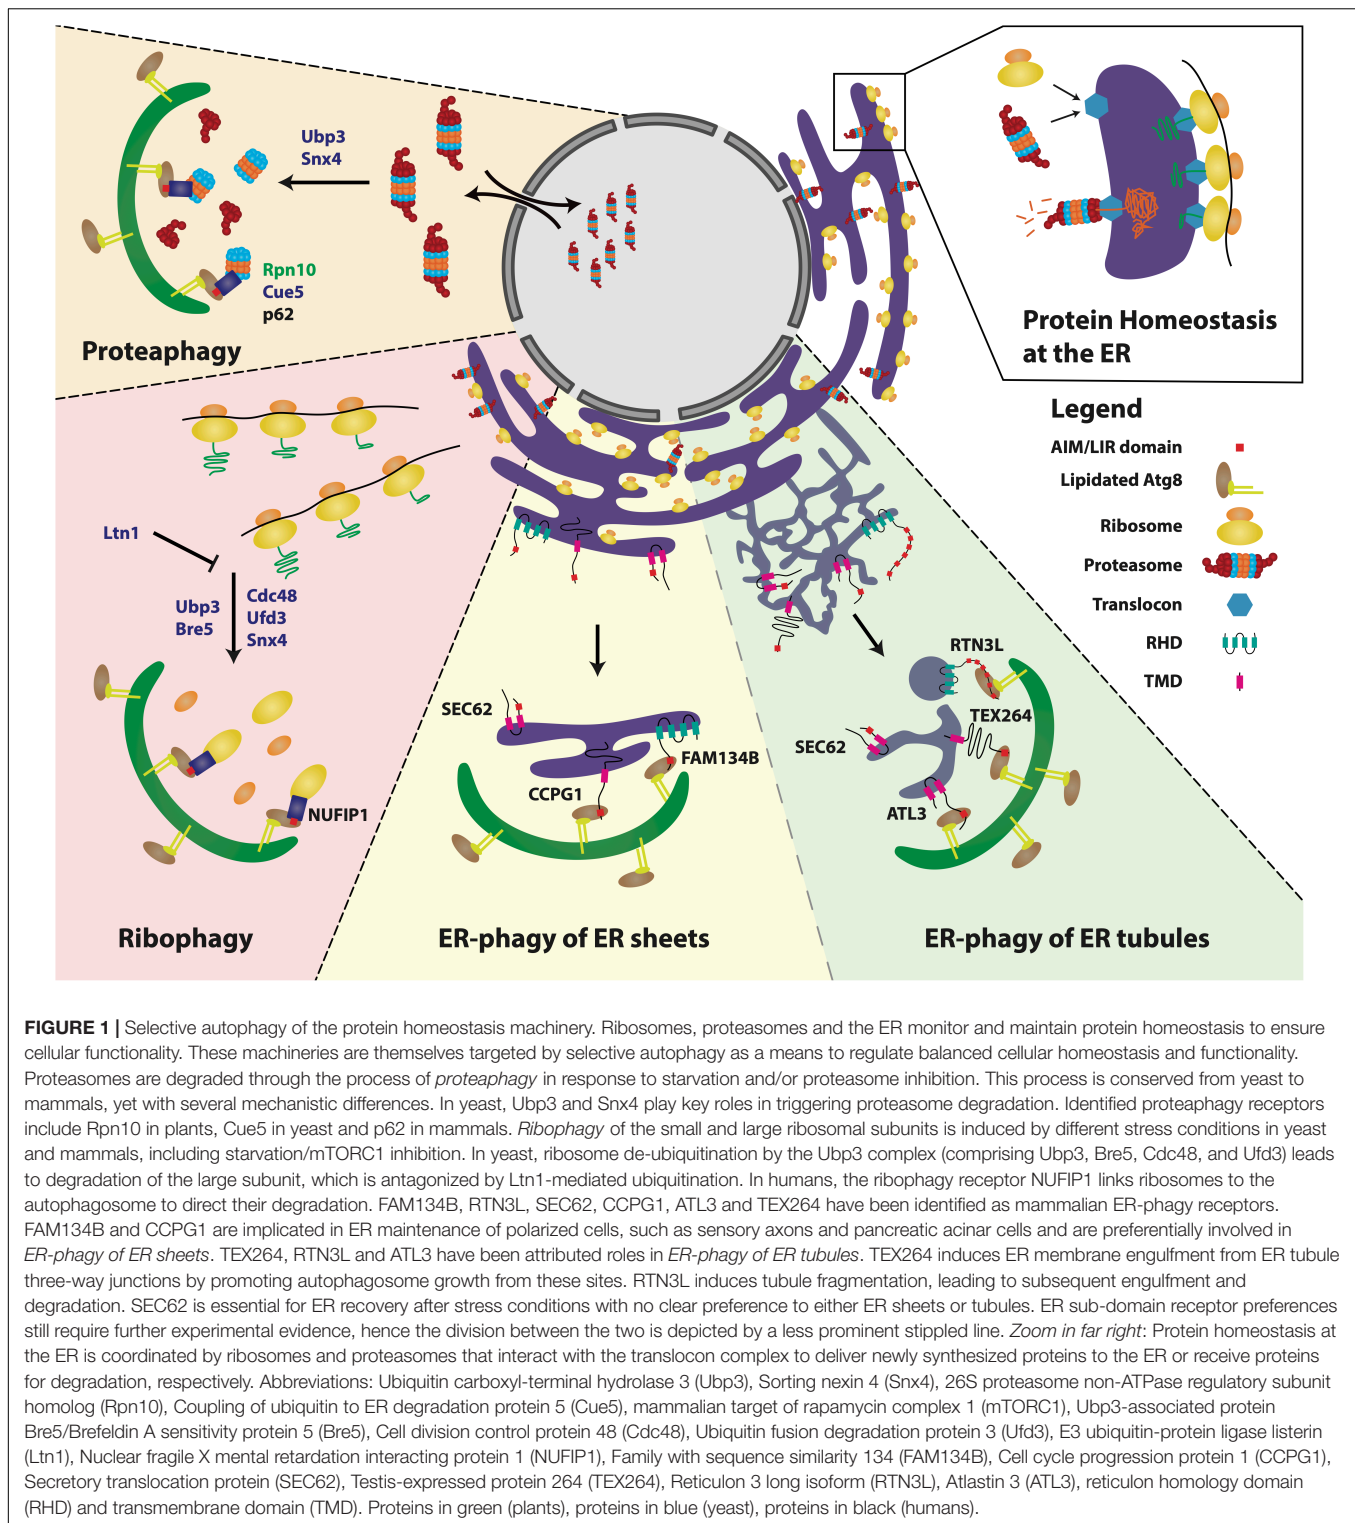 Ubp3
Snx4
Rpn10
Cue5
p62
Proteaphagy
Protein Homeostasis
at the ER
Legend
AIM/LIR domain
Lipidated Atg8
Ribosome
Proteasome
Translocon
RHD
TMD
Ltn1
Ubp3
Bre5
Cdc48
Ufd3
Snx4
NUFIP1
Ribophagy
SEC62
FAM134B
CCPG1
ER-phagy of ER sheets
RTN3L
TEX264
SEC62
ATL3
ER-phagy of ER tubules
FIGURE 1 | Selective autophagy of the protein homeostasis machinery. Ribosomes, proteasomes and the ER monitor and maintain protein homeostasis to ensure
cellular functionality. These machineries are themselves targeted by selective autophagy as a means to regulate balanced cellular homeostasis and functionality.
Proteasomes are degraded through the process of proteaphagy in response to starvation and/or proteasome inhibition. This process is conserved from yeast to
mammals, yet with several mechanistic differences. In yeast, Ubp3 and Snx4 play key roles in triggering proteasome degradation. Identified proteaphagy receptors
include Rpn10 in plants, Cue5 in yeast and p62 in mammals. Ribophagy of the small and large ribosomal subunits is induced by different stress conditions in yeast
and mammals, including starvation/mTORC1 inhibition. In yeast, ribosome de-ubiquitination by the Ubp3 complex (comprising Ubp3, Bre5, Cdc48, and Ufd3) leads
to degradation of the large subunit, which is antagonized by Ltn1-mediated ubiquitination. In humans, the ribophagy receptor NUFIP1 links ribosomes to the
autophagosome to direct their degradation. FAM134B, RTN3L, SEC62, CCPG1, ATL3 and TEX264 have been identified as mammalian ER-phagy receptors.
FAM134B and CCPG1 are implicated in ER maintenance of polarized cells, such as sensory axons and pancreatic acinar cells and are preferentially involved in
ER-phagy of ER sheets. TEX264, RTN3L and ATL3 have been attributed roles in ER-phagy of ER tubules. TEX264 induces ER membrane engulfment from ER tubule
three-way junctions by promoting autophagosome growth from these sites. RTN3L induces tubule fragmentation, leading to subsequent engulfment and
degradation. SEC62 is essential for ER recovery after stress conditions with no clear preference to either ER sheets or tubules. ER sub-domain receptor preferences
still require further experimental evidence, hence the division between the two is depicted by a less prominent stippled line. Zoom in far right: Protein homeostasis at
the ER is coordinated by ribosomes and proteasomes that interact with the translocon complex to deliver newly synthesized proteins to the ER or receive proteins
for degradation, respectively. Abbreviations: Ubiquitin carboxyl-terminal hydrolase 3 (Ubp3), Sorting nexin 4 (Snx4), 26S proteasome non-ATPase regulatory subunit
homolog (Rpn10), Coupling of ubiquitin to ER degradation protein 5 (Cue5), mammalian target of rapamycin complex 1 (mTORC1), Ubp3-associated protein
Bre5/Brefeldin A sensitivity protein 5 (Bre5), Cell division control protein 48 (Cdc48), Ubiquitin fusion degradation protein 3 (Ufd3), E3 ubiquitin-protein ligase listerin
(Ltn1), Nuclear fragile X mental retardation interacting protein 1 (NUFIP1), Family with sequence similarity 134 (FAM134B), Cell cycle progression protein 1 (CCPG1),
Secretory translocation protein (SEC62), Testis-expressed protein 264 (TEX264), Reticulon 3 long isoform (RTN3L), Atlastin 3 (ATL3), reticulon homology domain
(RHD) and transmembrane domain (TMD). Proteins in green (plants), proteins in blue (yeast), proteins in black (humans).